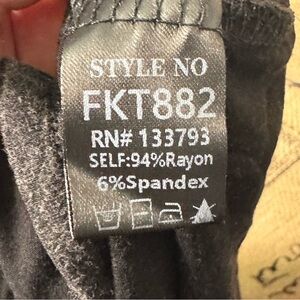 STYLE NO
FKT882
RN# 133793
SELF:94%Rayon
6%Spandex